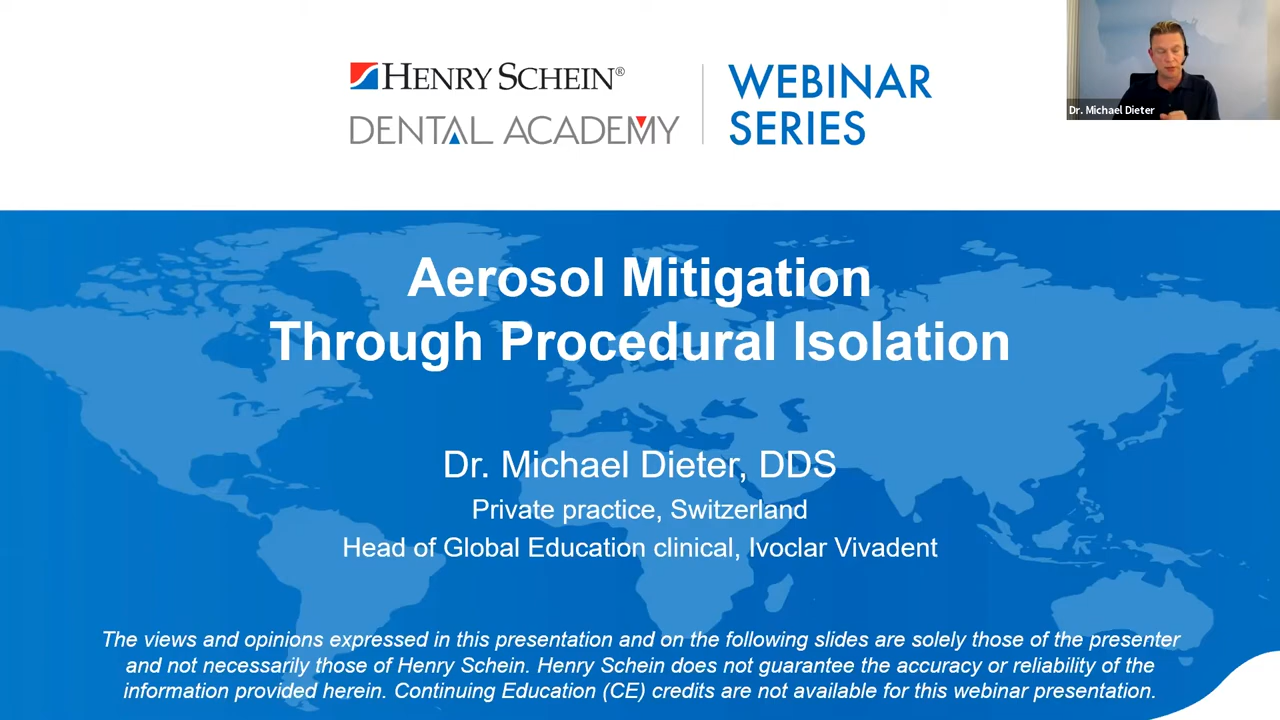 HENRY SCHEIN®
DENTAL ACADEMY
WEBINAR
SERIES
Dr. Michael Dieter
Aerosol Mitigation
Through Procedural Isolation
Dr. Michael Dieter, DDS
Private practice, Switzerland
Head of Global Education clinical, Ivoclar Vivadent
The views and opinions expressed in this presentation and on the following slides are solely those of the presenter
and not necessarily those of Henry Schein. Henry Schein does not guarantee the accuracy or reliability of the
information provided herein. Continuing Education (CE) credits are not available for this webinar presentation.